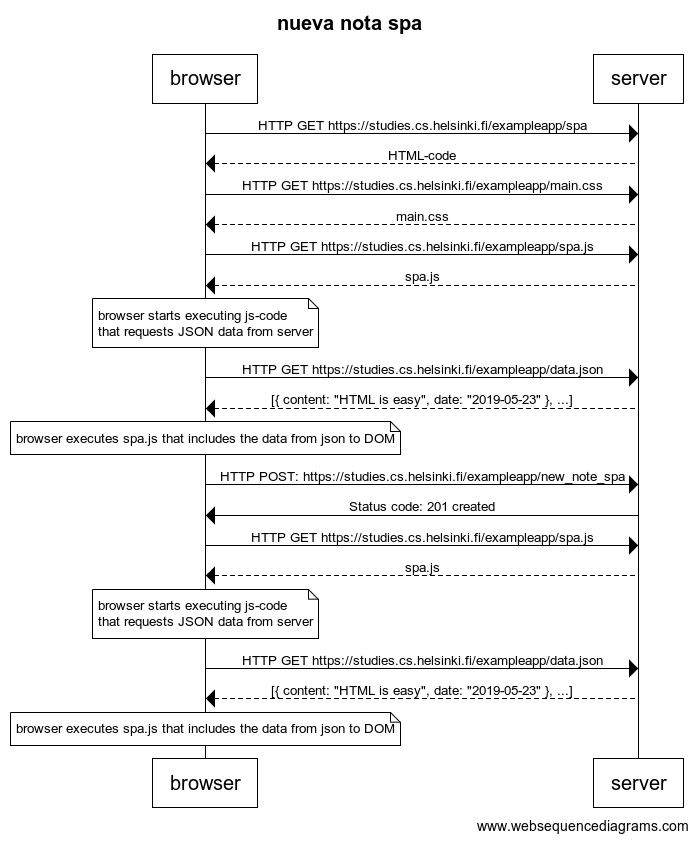 nueva nota spa
browser
server
HTTP GET https://studies.cs.helsinki.fi/exampleapp/spa
HTML-code
HTTP GET https://studies.cs.helsinki.fi/exampleapp/main.css
main.css
HTTP GET https://studies.cs.helsinki.fi/exampleapp/spa.js
spa.js
browser starts executing js-code
that requests JSON data from server
HTTP GET https://studies.cs.helsinki.fi/exampleapp/data.json
[{ content: "HTML is easy", date: "2019-05-23" }, ...]
browser executes spa.js that includes the data from json to DOM
HTTP POST: https://studies.cs.helsinki.fi/exampleapp/new_note_spa
Status code: 201 created
HTTP GET https://studies.cs.helsinki.fi/exampleapp/spa.js
spa.js
browser starts executing js-code
that requests JSON data from server
HTTP GET https://studies.cs.helsinki.fi/exampleapp/data.json
[{ content: "HTML is easy", date: "2019-05-23" }, ...]
browser executes spa.js that includes the data from json to DOM
browser
server
www.websequencediagrams.com